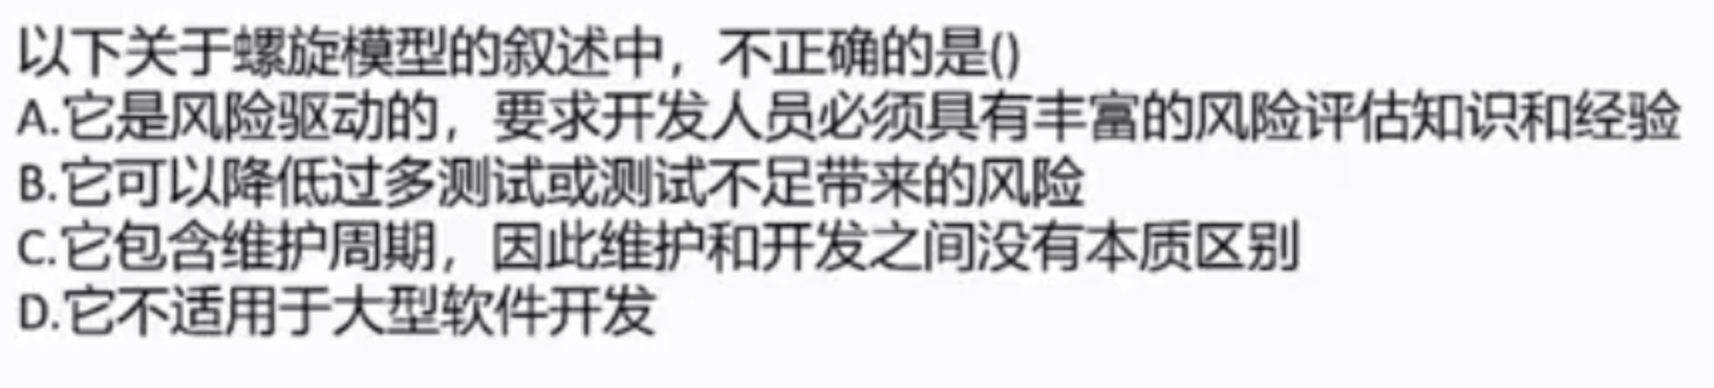 以下关于螺旋模型的叙述中，不正确的是()
A.它是风险驱动的，要求开发人员必须具有丰富的风险评估知识和经验
B.它可以降低过多测试或测试不足带来的风险
C.它包含维护周期，因此维护和开发之间没有本质区别
D.它不适用于大型软件开发